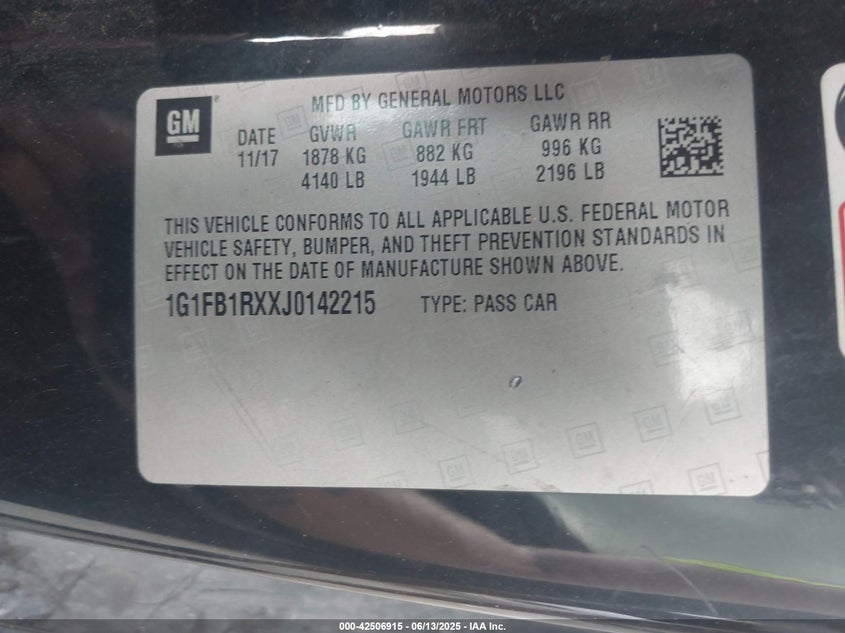 GM
MFD BY GENERAL MOTORS LLC
DATE GVWR GAWR FRT GAWR RR
11/17 1878 KG 882 KG 996 KG
4140 LB 1944 LB 2196 LB
THIS VEHICLE CONFORMS TO ALL APPLICABLE U.S. FEDERAL MOTOR
VEHICLE SAFETY, BUMPER, AND THEFT PREVENTION STANDARDS IN
EFFECT ON THE DATE OF MANUFACTURE SHOWN ABOVE.
1G1FB1RXXJ0142215 TYPE: PASS CAR
000-42506915 - 06/13/2025 - IAA Inc.